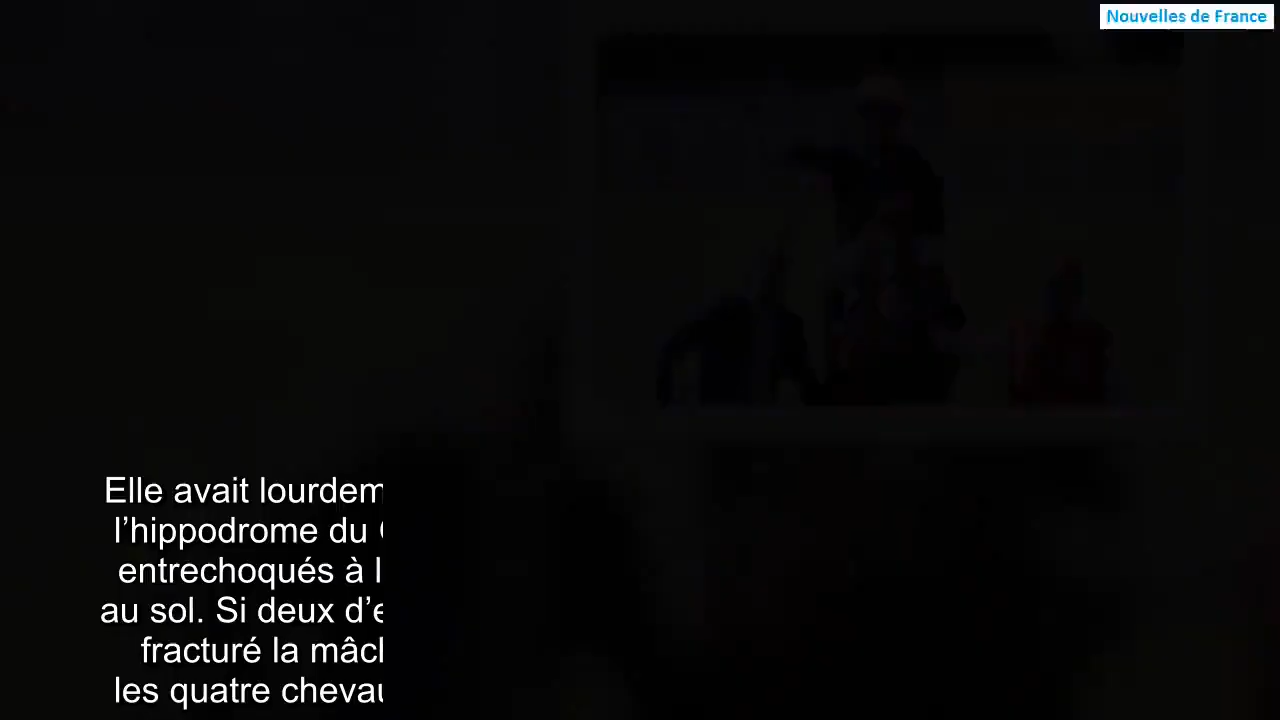 Nouvelles de France
Elle avait lourdem
l’hippodrome du
entrechoqués à l
au sol. Si deux d’e
fracturé la mâcl
les quatre chevau